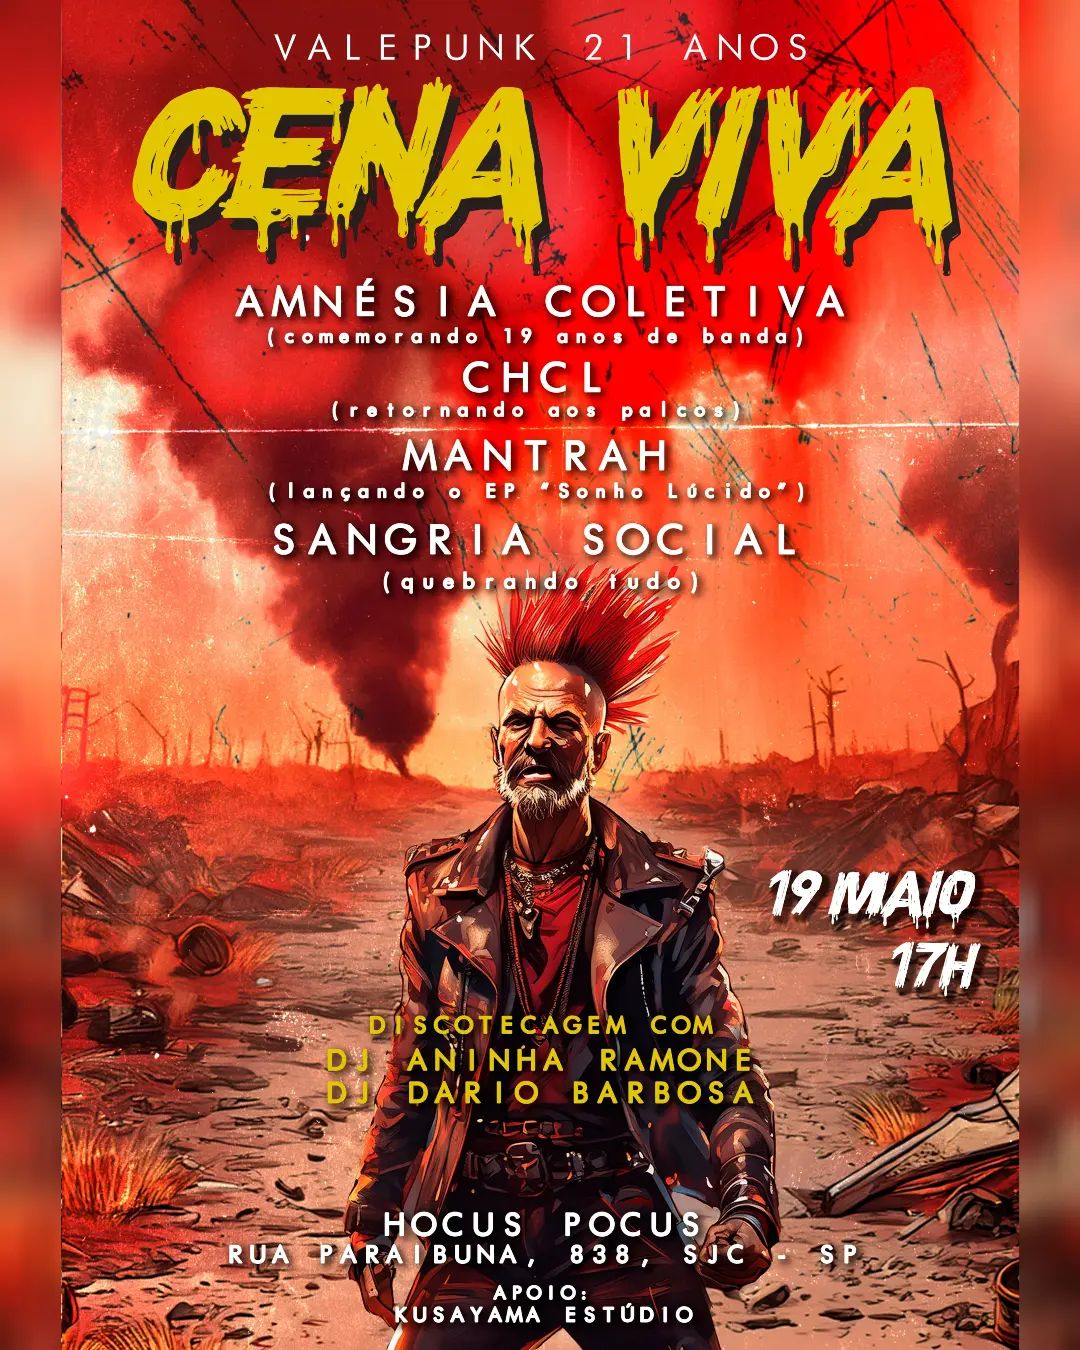 VALEPUNK 21 ANOS
CENA VIVA
AMNÉSIA COLETIVA
(comemorando 19 anos de banda)
CHCL
(retornando aos palcos)
MANTRAH
(lançando o EP "Sonho Lúcido")
SANGRIA SOCIAL
(quebrando tudo)
19 MAIO
17H
DISCOTECAGEM COM
DJ ANINHA RAMONE
DJ DARIO BARBOSA
HOCUS POCUS
RUA PARAIBUNA, 838, SJC - SP
APOIO:
KUSAYAMA ESTÚDIO